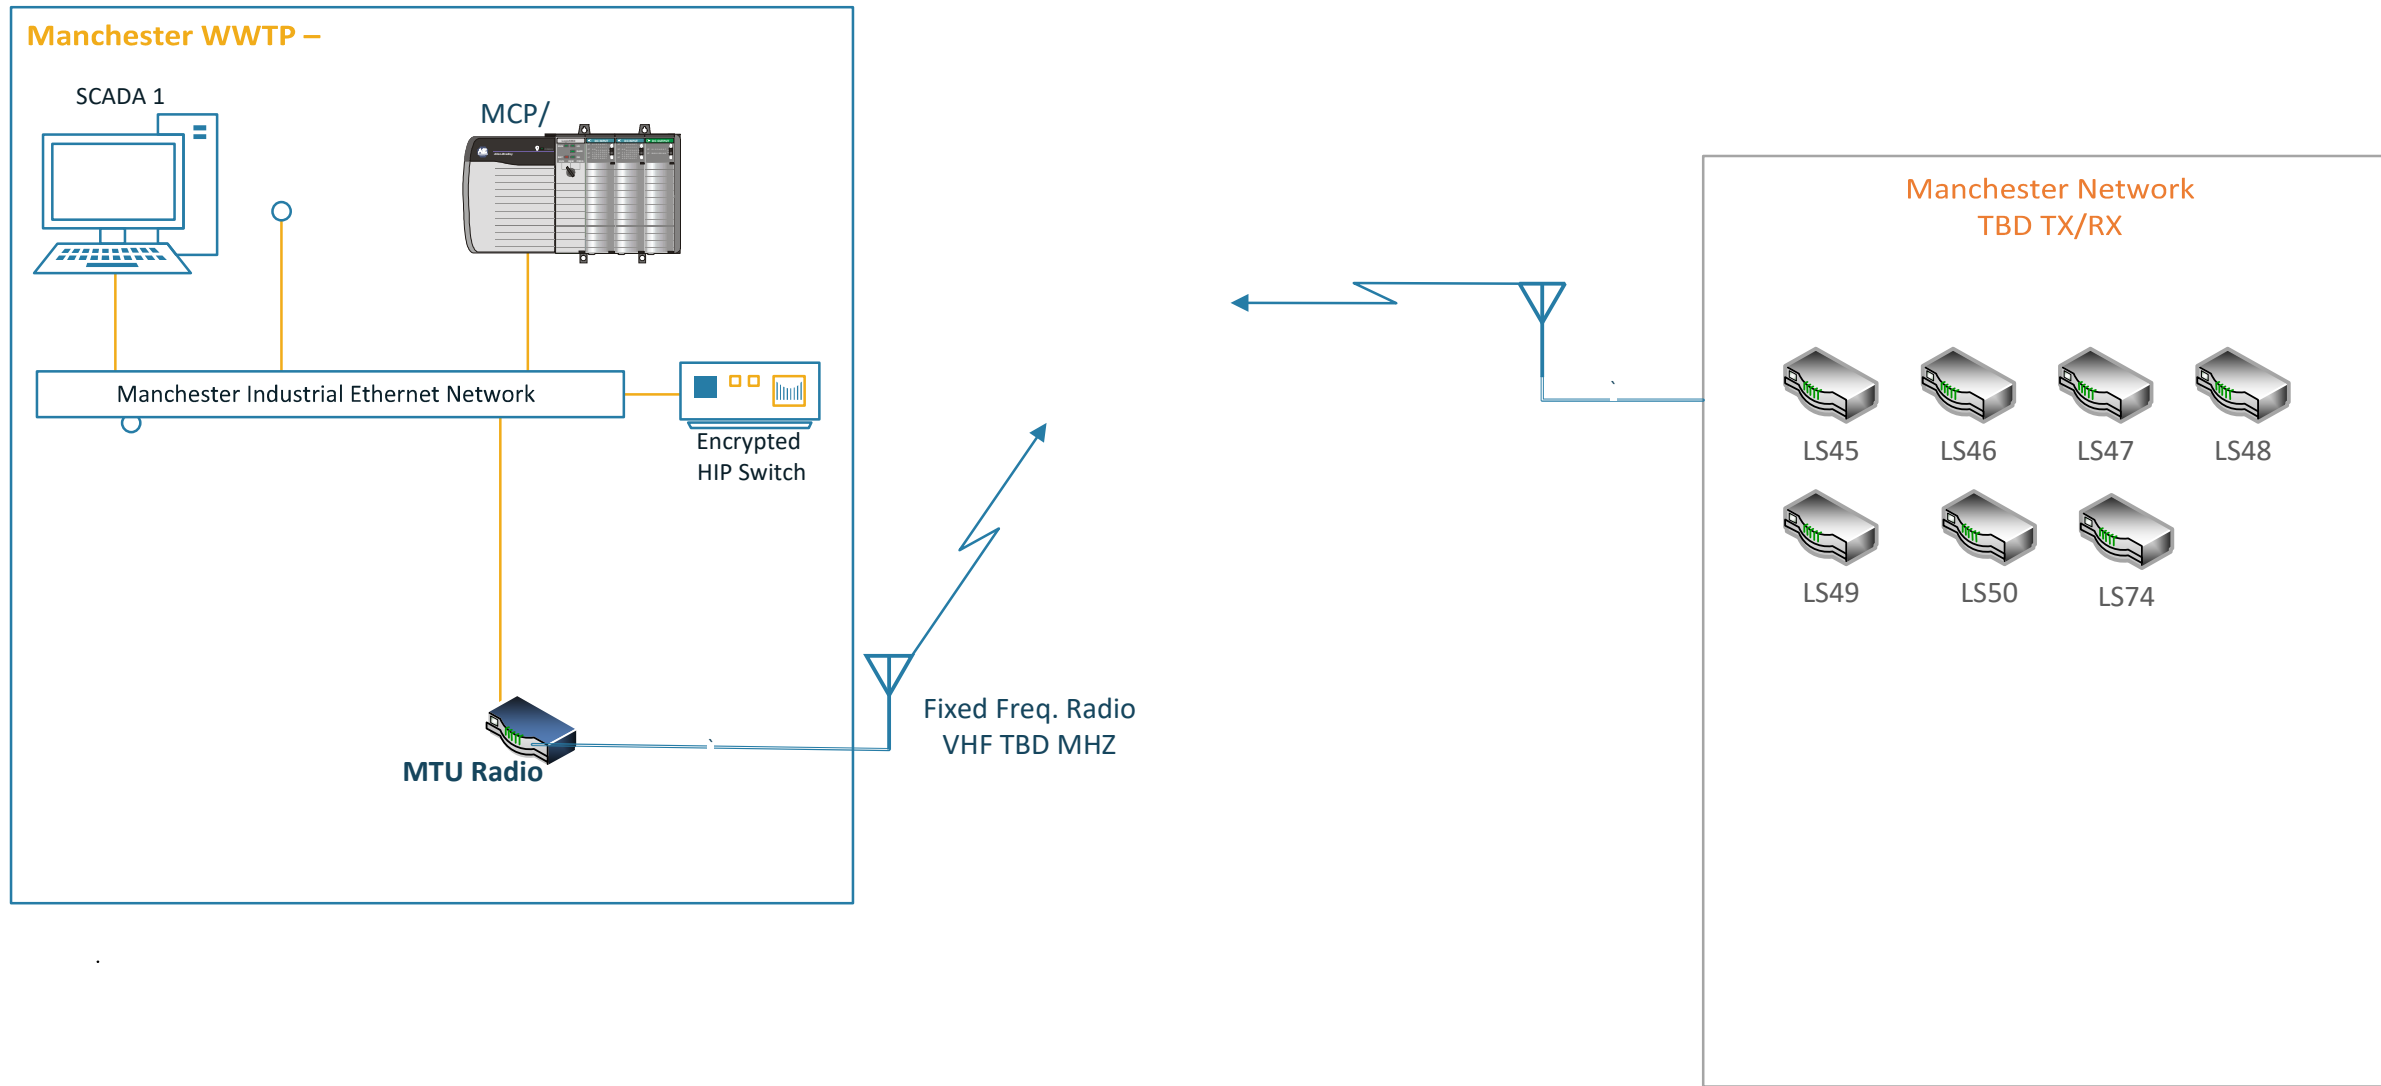 Manchester WWTP –
SCADA 1
MCP/
Manchester Industrial Ethernet Network
Encrypted
HIP Switch
MTU Radio
Fixed Freq. Radio
VHF TBD MHZ
Manchester Network
TBD TX/RX
LS45
LS46
LS47
LS48
LS49
LS50
LS74
`
`
.